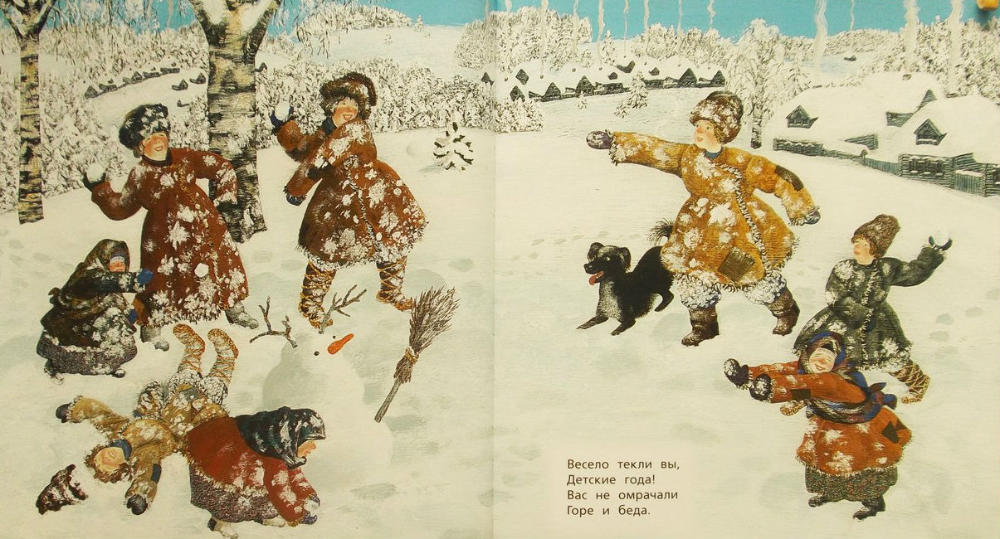 Весело текли вы,
Детские года!
Вас не омрачали
Горе и беда.